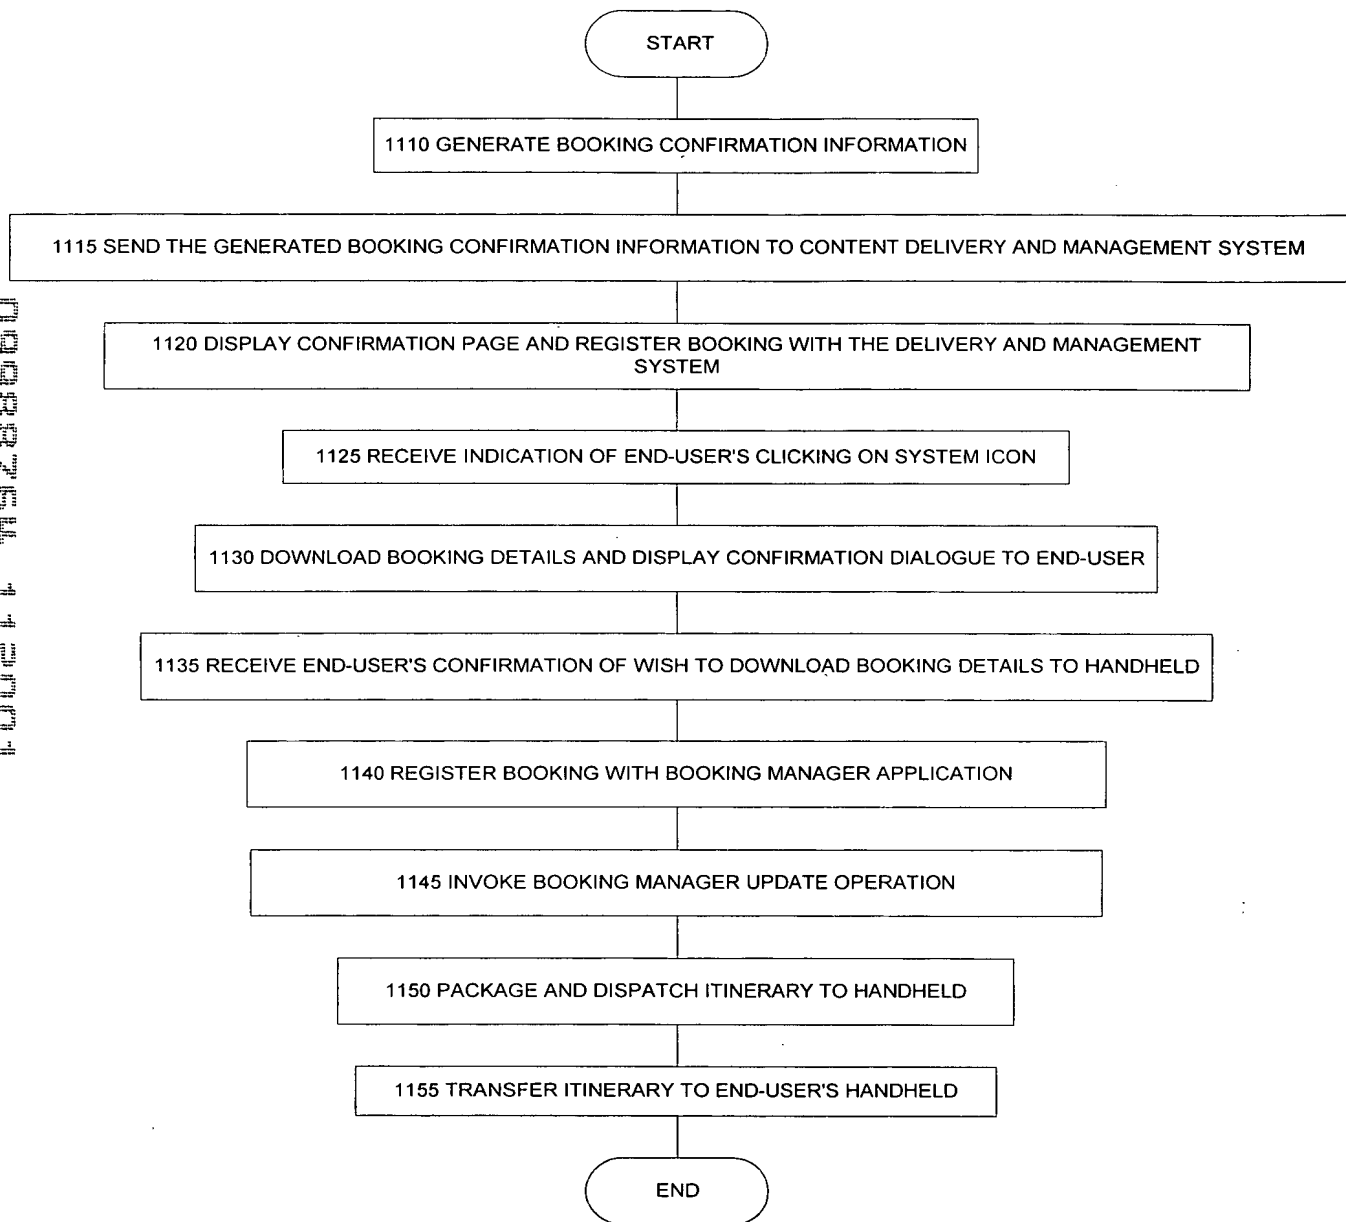 START
1110 GENERATE BOOKING CONFIRMATION INFORMATION
1115 SEND THE GENERATED BOOKING CONFIRMATION INFORMATION TO CONTENT DELIVERY AND MANAGEMENT SYSTEM
1120 DISPLAY CONFIRMATION PAGE AND REGISTER BOOKING WITH THE DELIVERY AND MANAGEMENT
SYSTEM
1125 RECEIVE INDICATION OF END-USER'S CLICKING ON SYSTEM ICON
1130 DOWNLOAD BOOKING DETAILS AND DISPLAY CONFIRMATION DIALOGUE TO END-USER
1135 RECEIVE END-USER'S CONFIRMATION OF WISH TO DOWNLOAD BOOKING DETAILS TO HANDHELD
1140 REGISTER BOOKING WITH BOOKING MANAGER APPLICATION
1145 INVOKE BOOKING MANAGER UPDATE OPERATION
1150 PACKAGE AND DISPATCH ITINERARY TO HANDHELD
1155 TRANSFER ITINERARY TO END-USER'S HANDHELD
END